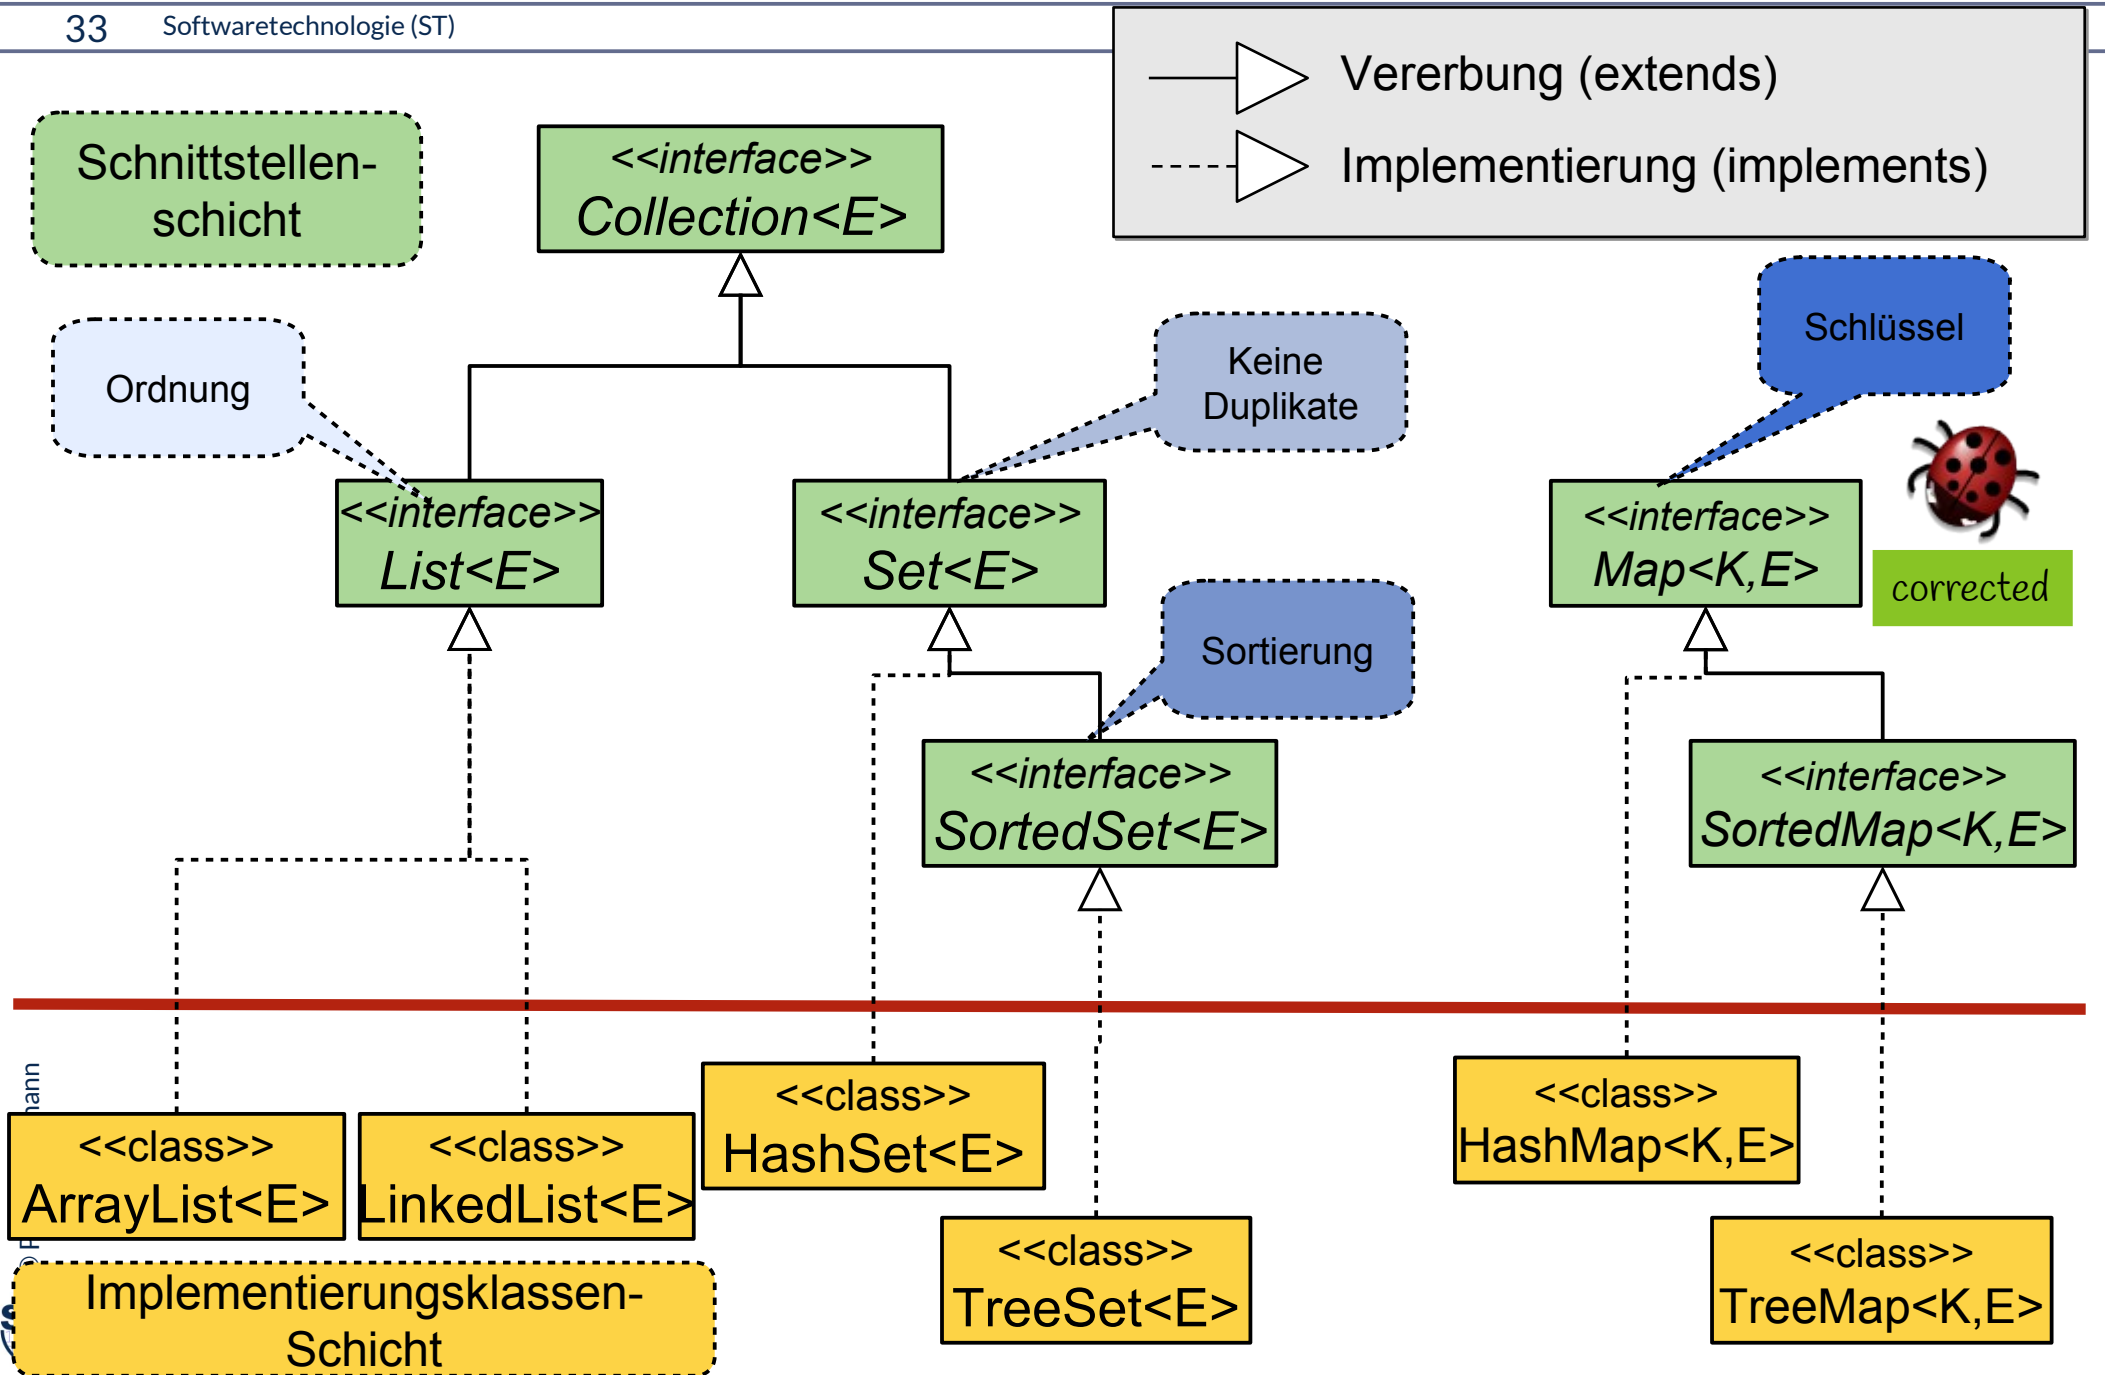 33 Softwaretechnologie (ST)
Vererbung (extends)
Implementierung (implements)
Schnittstellen-
schicht
<<interface>>
Collection<E>
Schlüssel
Ordnung
Keine
Duplikate
<<interface>>
List<E>
<<interface>>
Set<E>
<<interface>>
Map<K,E>
corrected
Sortierung
<<interface>>
SortedSet<E>
<<interface>>
SortedMap<K,E>
<<class>>
ArrayList<E>
<<class>>
LinkedList<E>
<<class>>
HashSet<E>
<<class>>
HashMap<K,E>
<<class>>
TreeSet<E>
<<class>>
TreeMap<K,E>
Implementierungsklassen-
Schicht